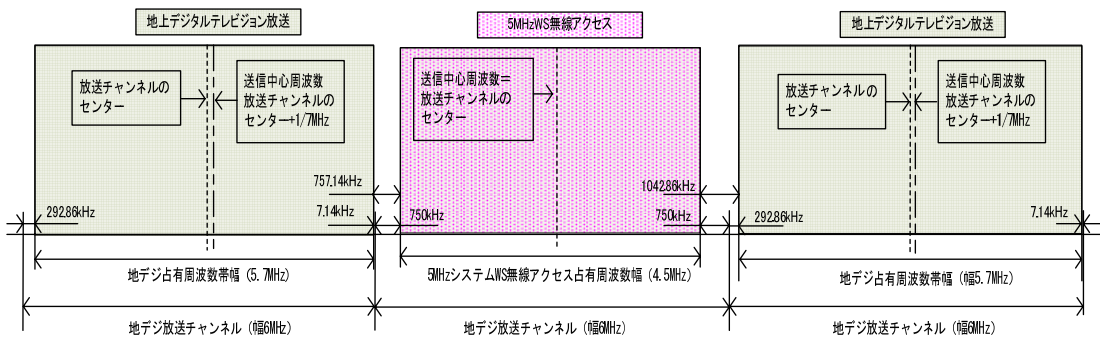 地上デジタルテレビジョン放送
5MHzWS無線アクセス
地上デジタルテレビジョン放送
放送チャンネルの
センター
送信中心周波数
放送チャンネルの
センター+1/7MHz
送信中心周波数=
放送チャンネルの
センター
放送チャンネルの
センター
送信中心周波数
放送チャンネルの
センター+1/7MHz
757.14kHz
1042.86kHz
292.86kHz
7.14kHz
750kHz
750kHz
292.86kHz
7.14kHz
地デジ占有周波数帯幅(5.7MHz)
5MHzシステムWS無線アクセス占有周波数幅(4.5MHz)
地デジ占有周波数帯幅(幅5.7MHz)
地デジ放送チャンネル(幅6MHz)
地デジ放送チャンネル(幅6MHz)
地デジ放送チャンネル(幅6MHz)